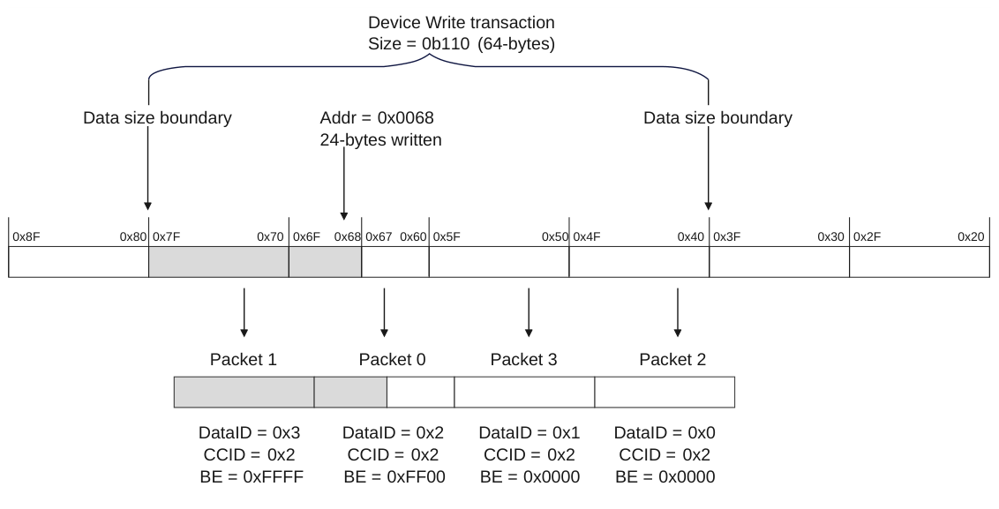 Device Write transaction
Size = 0b110 (64-bytes)
Data size boundary
Addr = 0x0068
24-bytes written
Data size boundary
0x8F 0x80 0x7F 0x70 0x6F 0x68 0x67 0x60 0x5F 0x50 0x4F 0x40 0x3F 0x30 0x2F 0x20
Packet 1 Packet 0 Packet 3 Packet 2
DataID = 0x3 DataID = 0x2 DataID = 0x1 DataID = 0x0
CCID = 0x2 CCID = 0x2 CCID = 0x2 CCID = 0x2
BE = 0xFFFF BE = 0xFF00 BE = 0x0000 BE = 0x0000